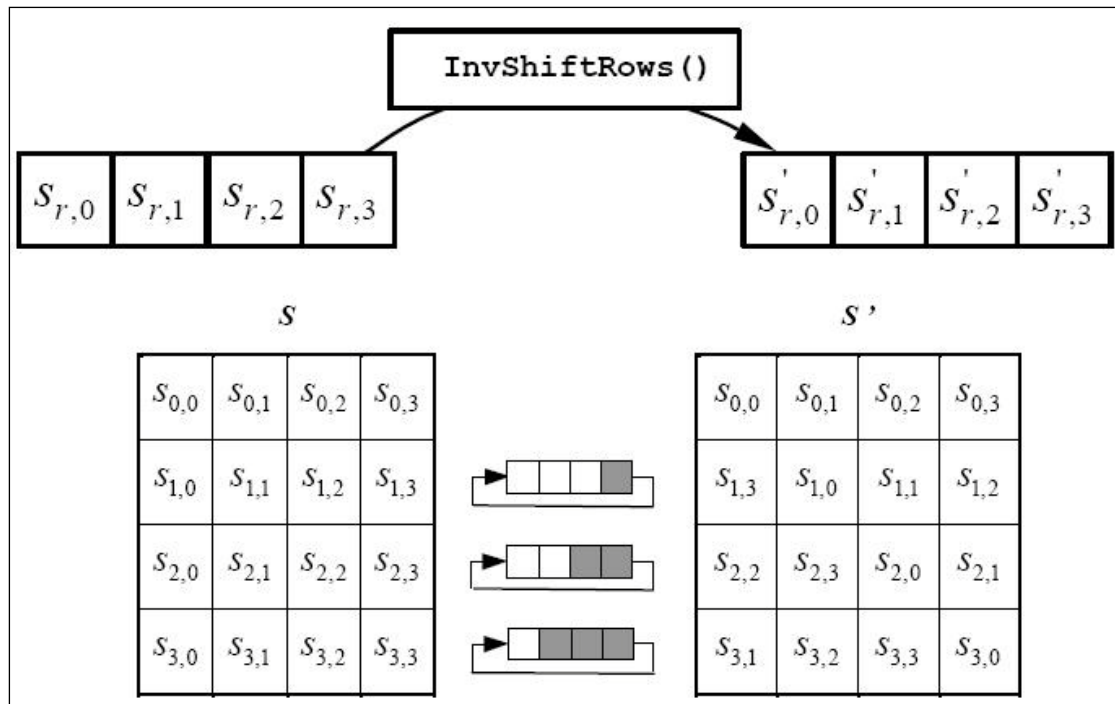 InvShiftRows()
S_{r,0} S_{r,1} S_{r,2} S_{r,3} S'_{r,0} S'_{r,1} S'_{r,2} S'_{r,3}
S S'
S_{0,0} S_{0,1} S_{0,2} S_{0,3} S_{0,0} S_{0,1} S_{0,2} S_{0,3}
S_{1,0} S_{1,1} S_{1,2} S_{1,3} S_{1,3} S_{1,0} S_{1,1} S_{1,2}
S_{2,0} S_{2,1} S_{2,2} S_{2,3} S_{2,2} S_{2,3} S_{2,0} S_{2,1}
S_{3,0} S_{3,1} S_{3,2} S_{3,3} S_{3,1} S_{3,2} S_{3,3} S_{3,0}